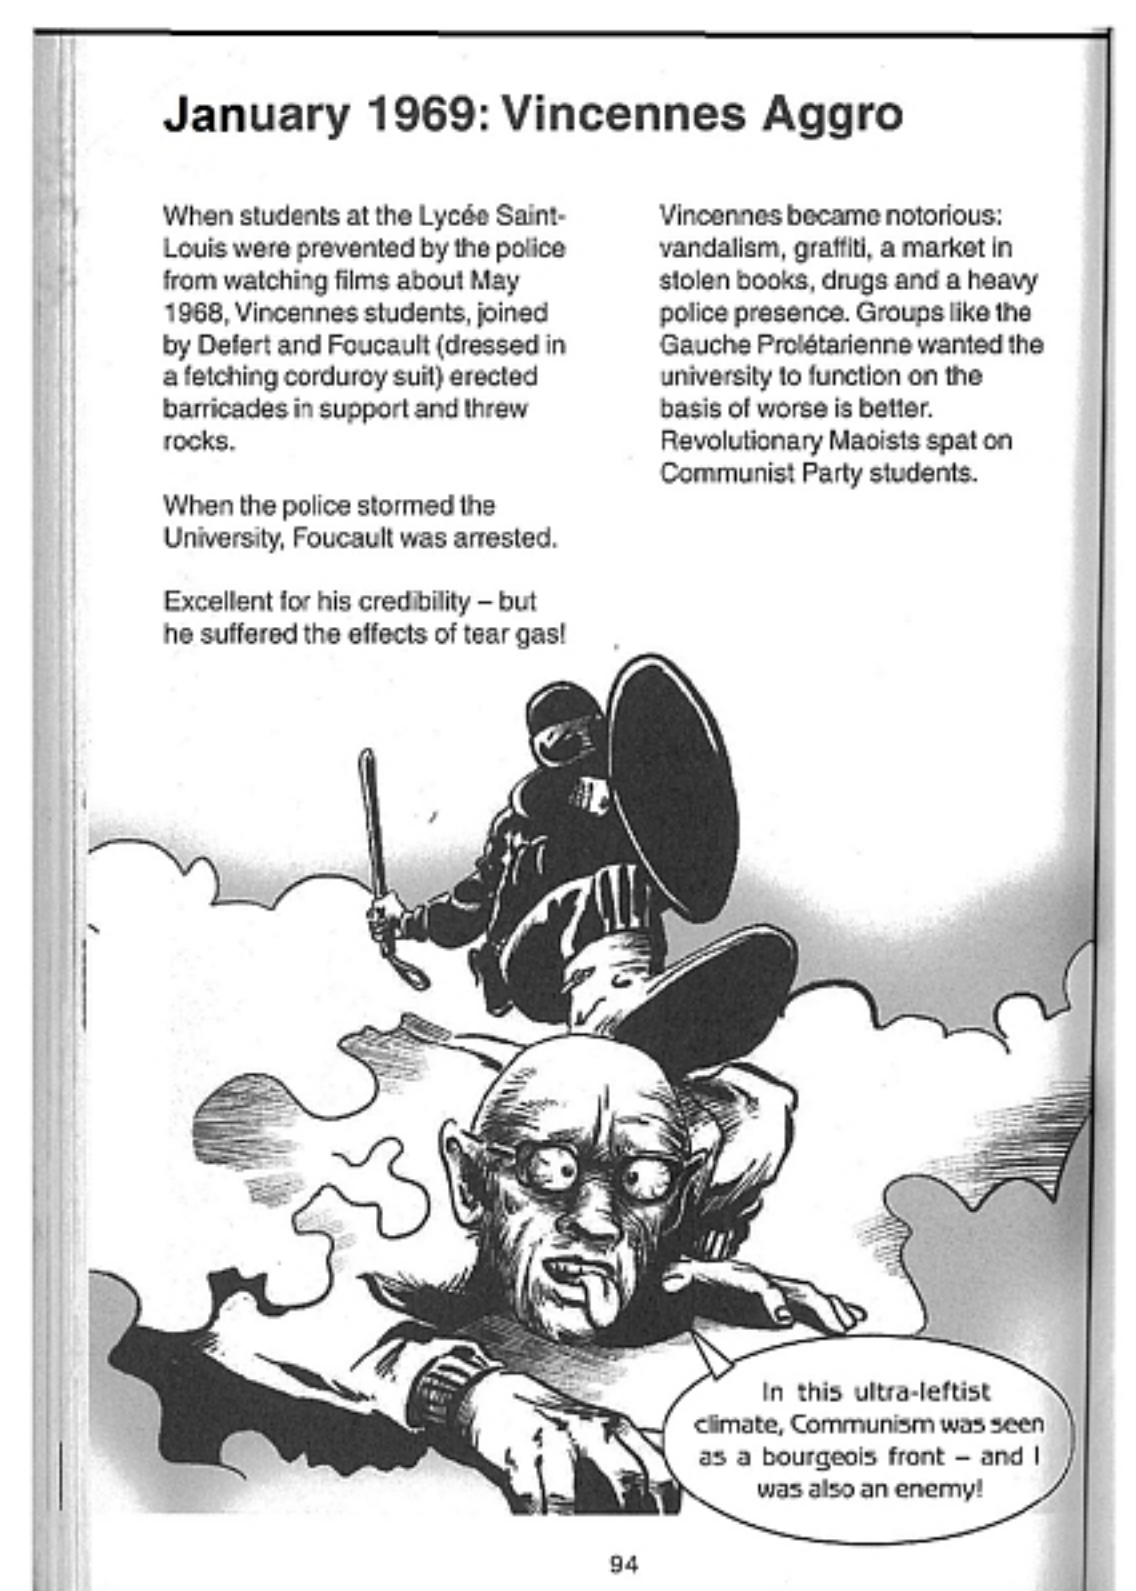 January 1969: Vincennes Aggro
When students at the Lycée Saint-
Louis were prevented by the police
from watching films about May
1968, Vincennes students, joined
by Defert and Foucault (dressed in
a fetching corduroy suit) erected
barricades in support and threw
rocks.
When the police stormed the
University, Foucault was arrested.
Excellent for his credibility – but
he suffered the effects of tear gas!
Vincennes became notorious:
vandalism, graffiti, a market in
stolen books, drugs and a heavy
police presence. Groups like the
Gauche Prolétarienne wanted the
university to function on the
basis of worse is better.
Revolutionary Maoists spat on
Communist Party students.
In this ultra-leftist
climate, Communism was seen
as a bourgeois front – and I
was also an enemy!
94